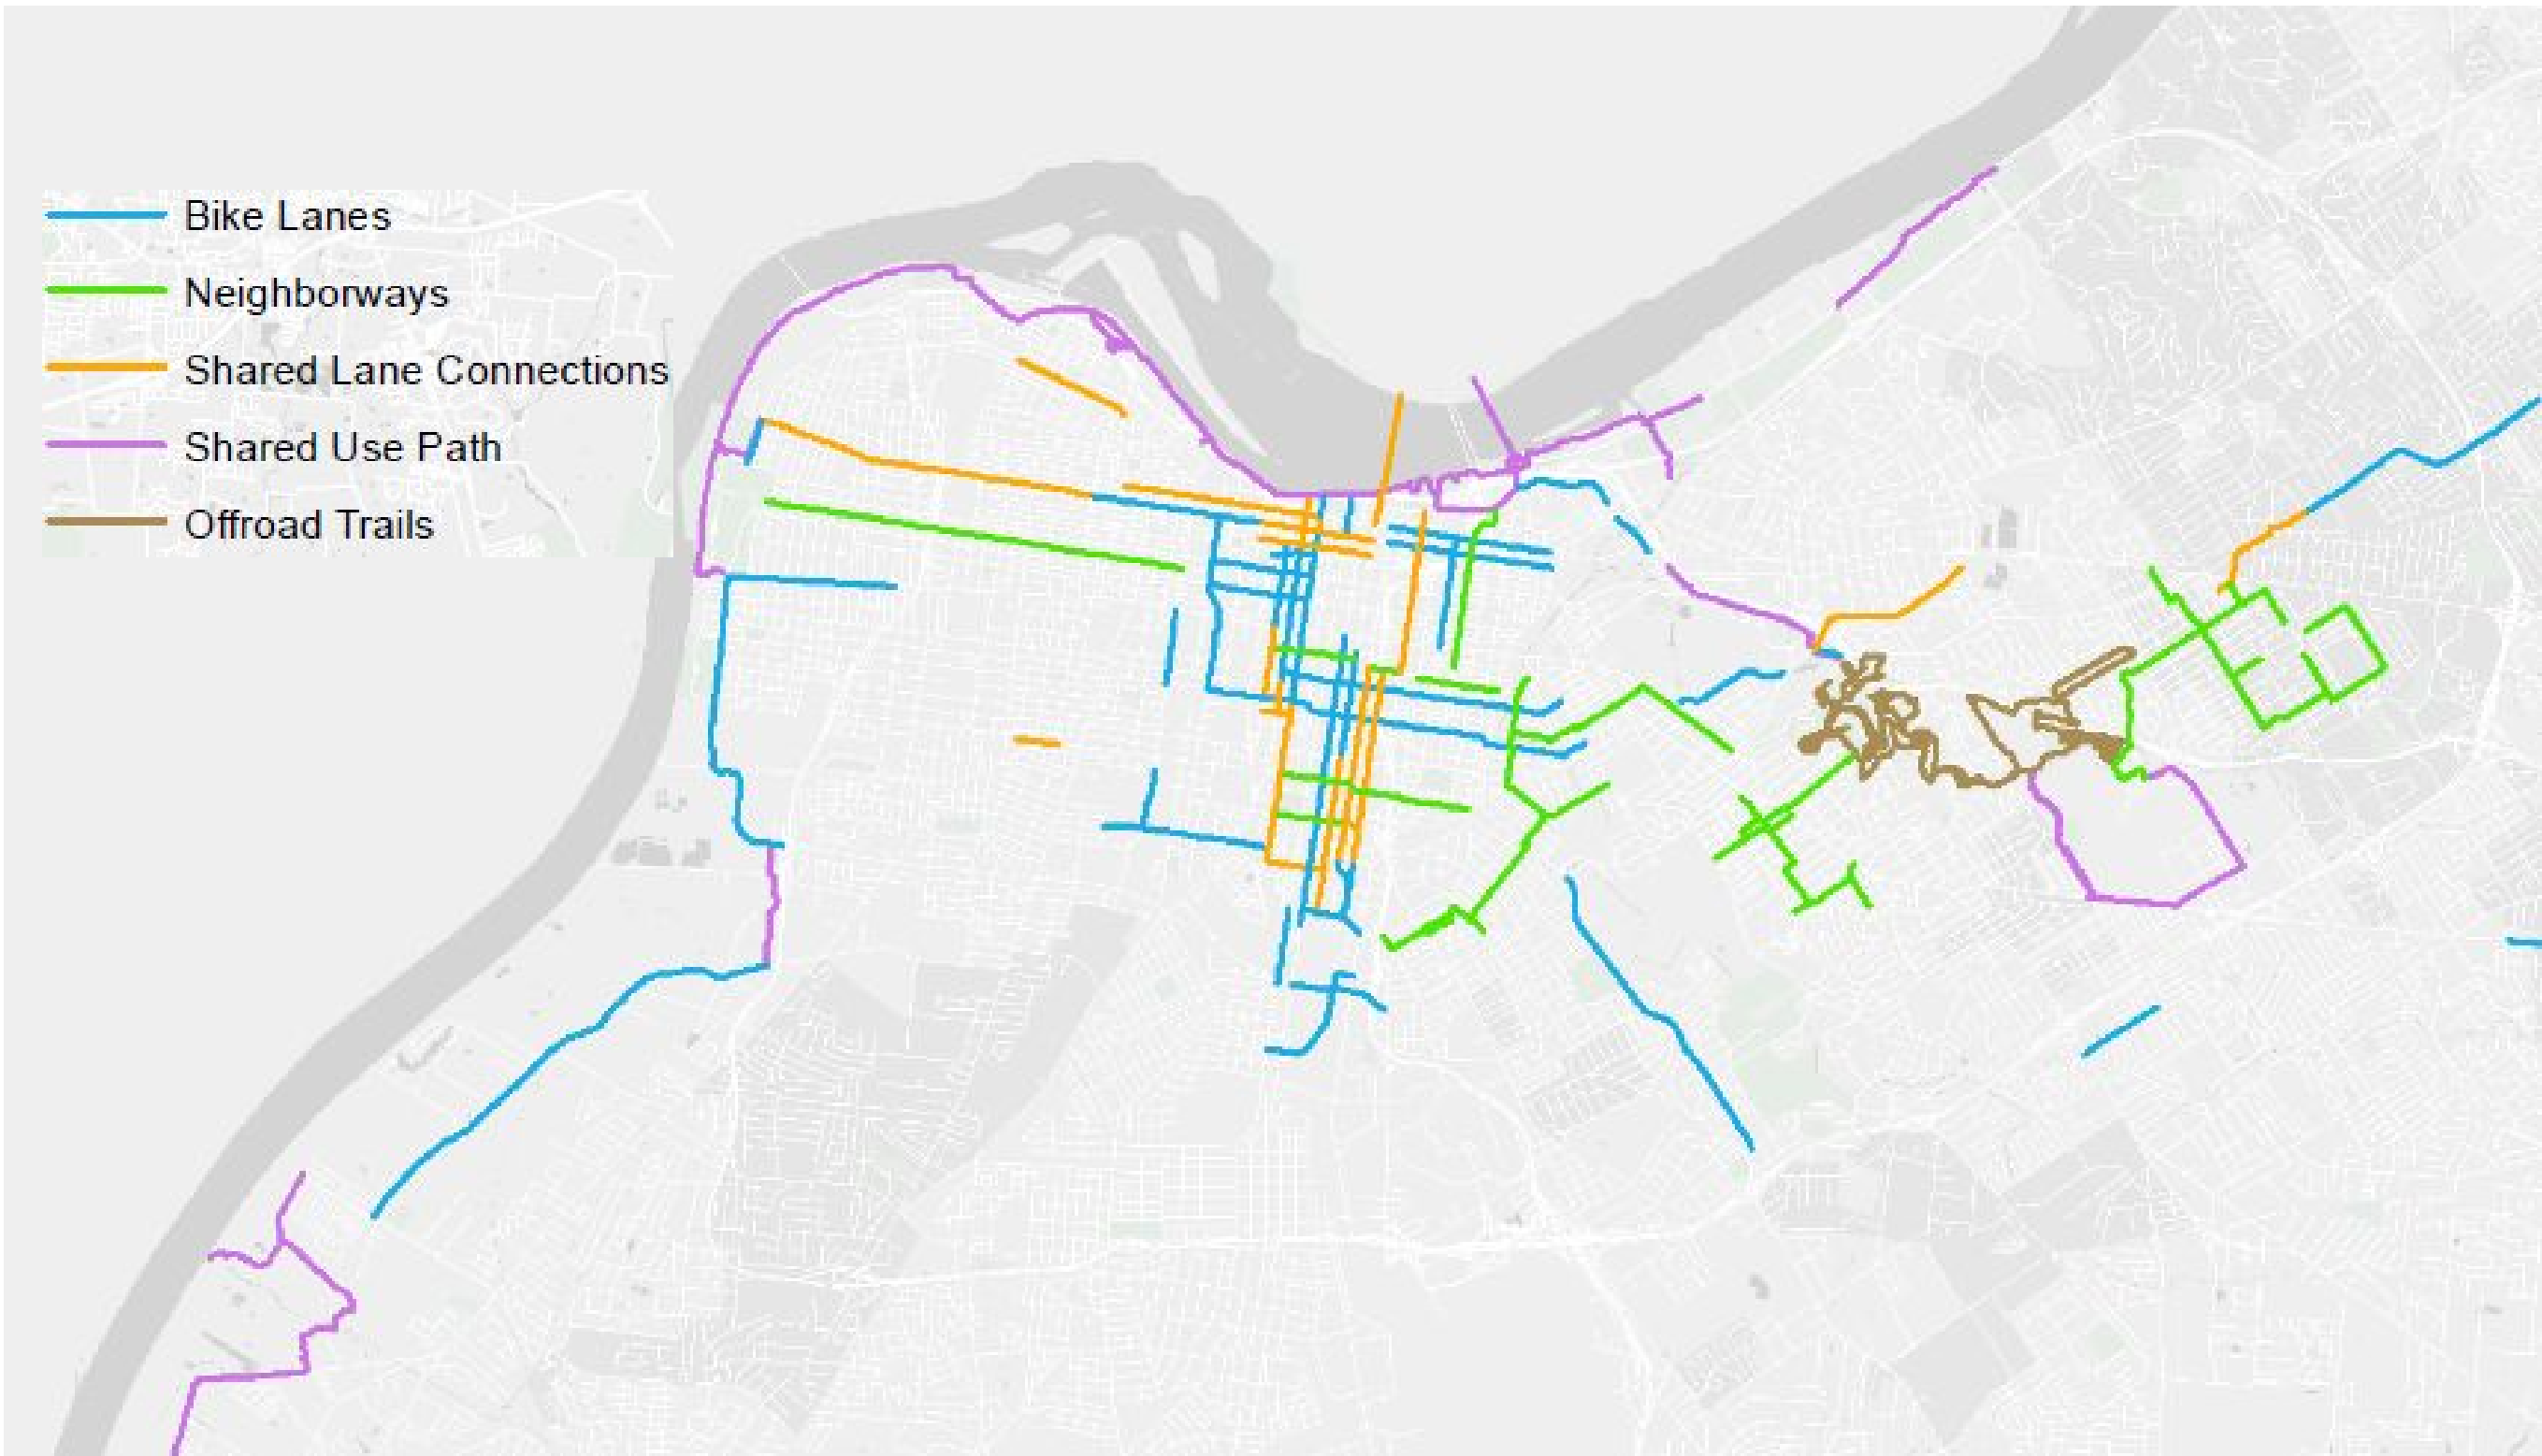 Bike Lanes
Neighborways
Shared Lane Connections
Shared Use Path
Offroad Trails